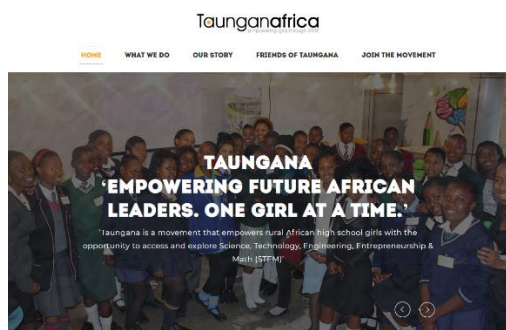 Taunganafrica
empowering girls through STEM
HOME WHAT WE DO OUR STORY FRIENDS OF TAUNGANA JOIN THE MOVEMENT
TAUNGANA
‘EMPOWERING FUTURE AFRICAN
LEADERS. ONE GIRL AT A TIME.’
'Taungana is a movement that empowers rural African high school girls with the
opportunity to access and explore Science, Technology, Engineering, Entrepreneurship &
Math [STEM]'